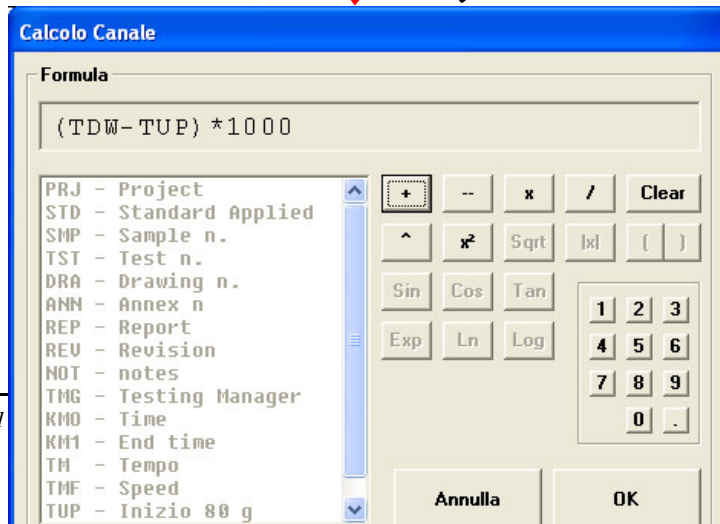 Calcolo Canale
Formula
(TDW-TUP)*1000
PRJ - Project
STD - Standard Applied
SMP - Sample n.
TST - Test n.
DRA - Drawing n.
ANN - Annex n
REP - Report
REV - Revision
NOT - notes
TMG - Testing Manager
KM0 - Time
KM1 - End time
TM - Tempo
TMF - Speed
TUP - Inizio 80 g
+ -- x / Clear
^ x² Sqrt |x| ( )
Sin Cos Tan
Exp Ln Log
1 2 3
4 5 6
7 8 9
0 .
Annulla OK